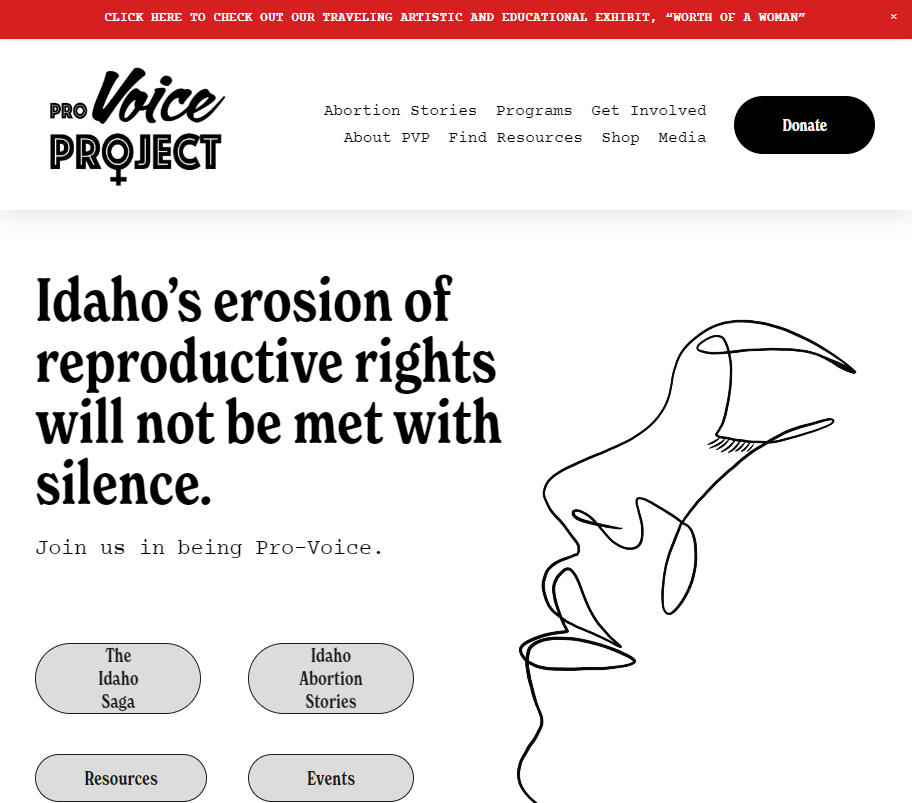 CLICK HERE TO CHECK OUT OUR TRAVELING ARTISTIC AND EDUCATIONAL EXHIBIT, “WORTH OF A WOMAN”
PRO Voice
PROJECT
Abortion Stories Programs Get Involved
About PVP Find Resources Shop Media
Donate
Idaho’s erosion of
reproductive rights
will not be met with
silence.
Join us in being Pro-Voice.
The
Idaho
Saga
Idaho
Abortion
Stories
Resources
Events